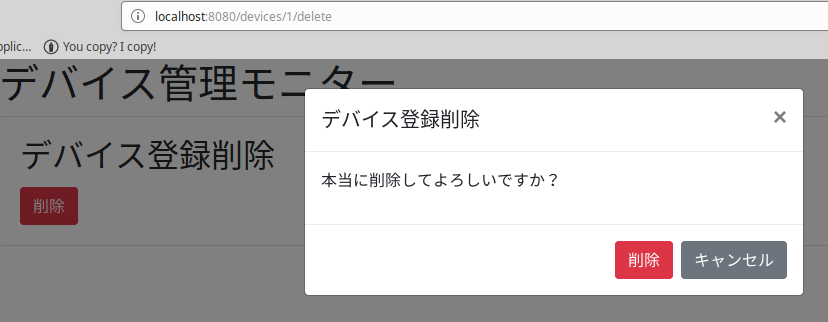 localhost:8080/devices/1/delete
pplic... You copy? I copy!
デバイス管理モニター
デバイス登録削除
削除
デバイス登録削除 ×
本当に削除してよろしいですか？
削除 キャンセル